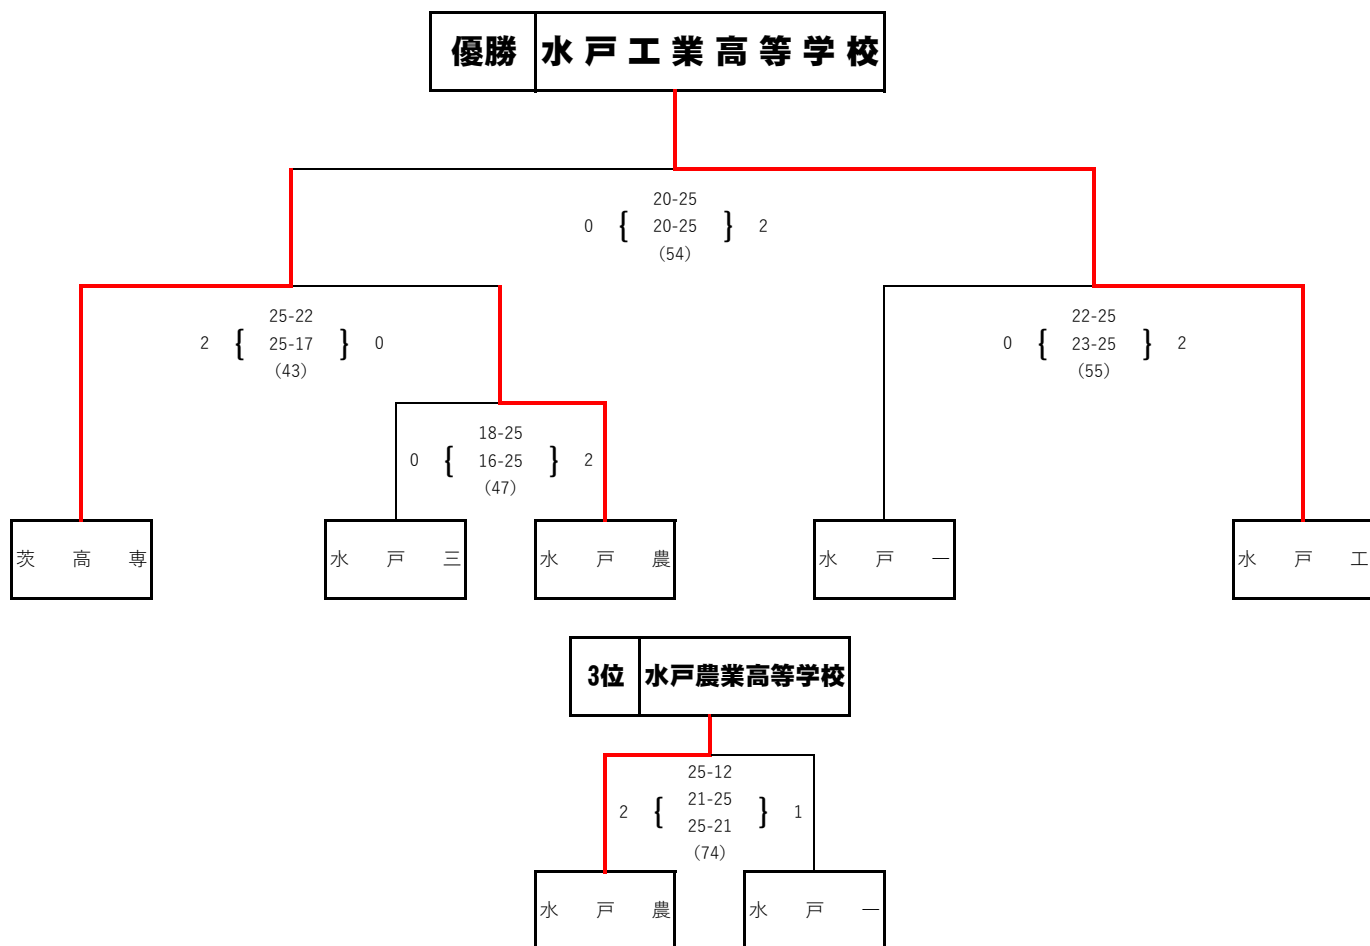 優勝 水戸工業高等学校
20-25
0 { 20-25 } 2
(54)
25-22
2 { 25-17 } 0
(43)
22-25
0 { 23-25 } 2
(55)
18-25
0 { 16-25 } 2
(47)
茨高専 水戸三 水戸農 水戸一 水戸工
3位 水戸農業高等学校
25-12
21-25
2 { } 1
25-21
(74)
水戸農 水戸一